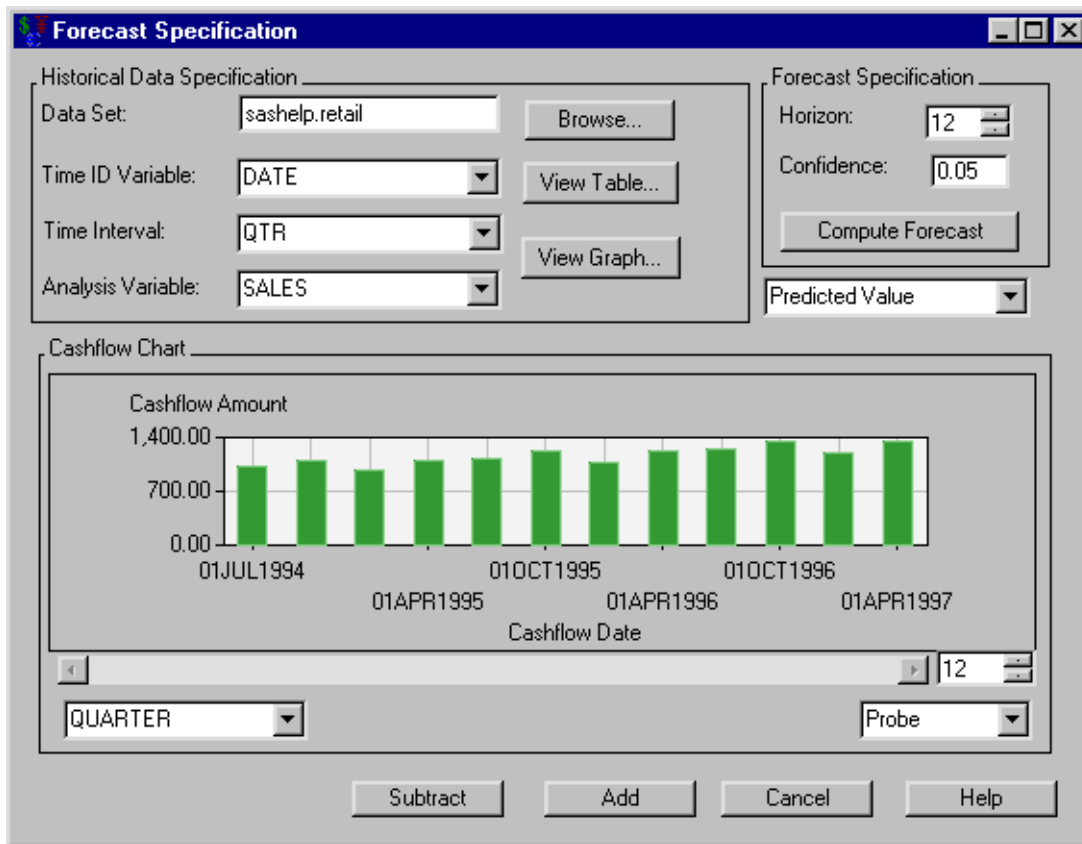 Forecast Specification
Historical Data Specification
Data Set: sashelp.retail Browse...
Time ID Variable: DATE View Table...
Time Interval: QTR
View Graph...
Analysis Variable: SALES
Forecast Specification
Horizon: 12
Confidence: 0.05
Compute Forecast
Predicted Value
Cashflow Chart
Cashflow Amount
1,400.00
700.00
0.00
01JUL1994 01OCT1995 01OCT1996
01APR1995 01APR1996 01APR1997
Cashflow Date
12
QUARTER Probe
Subtract Add Cancel Help